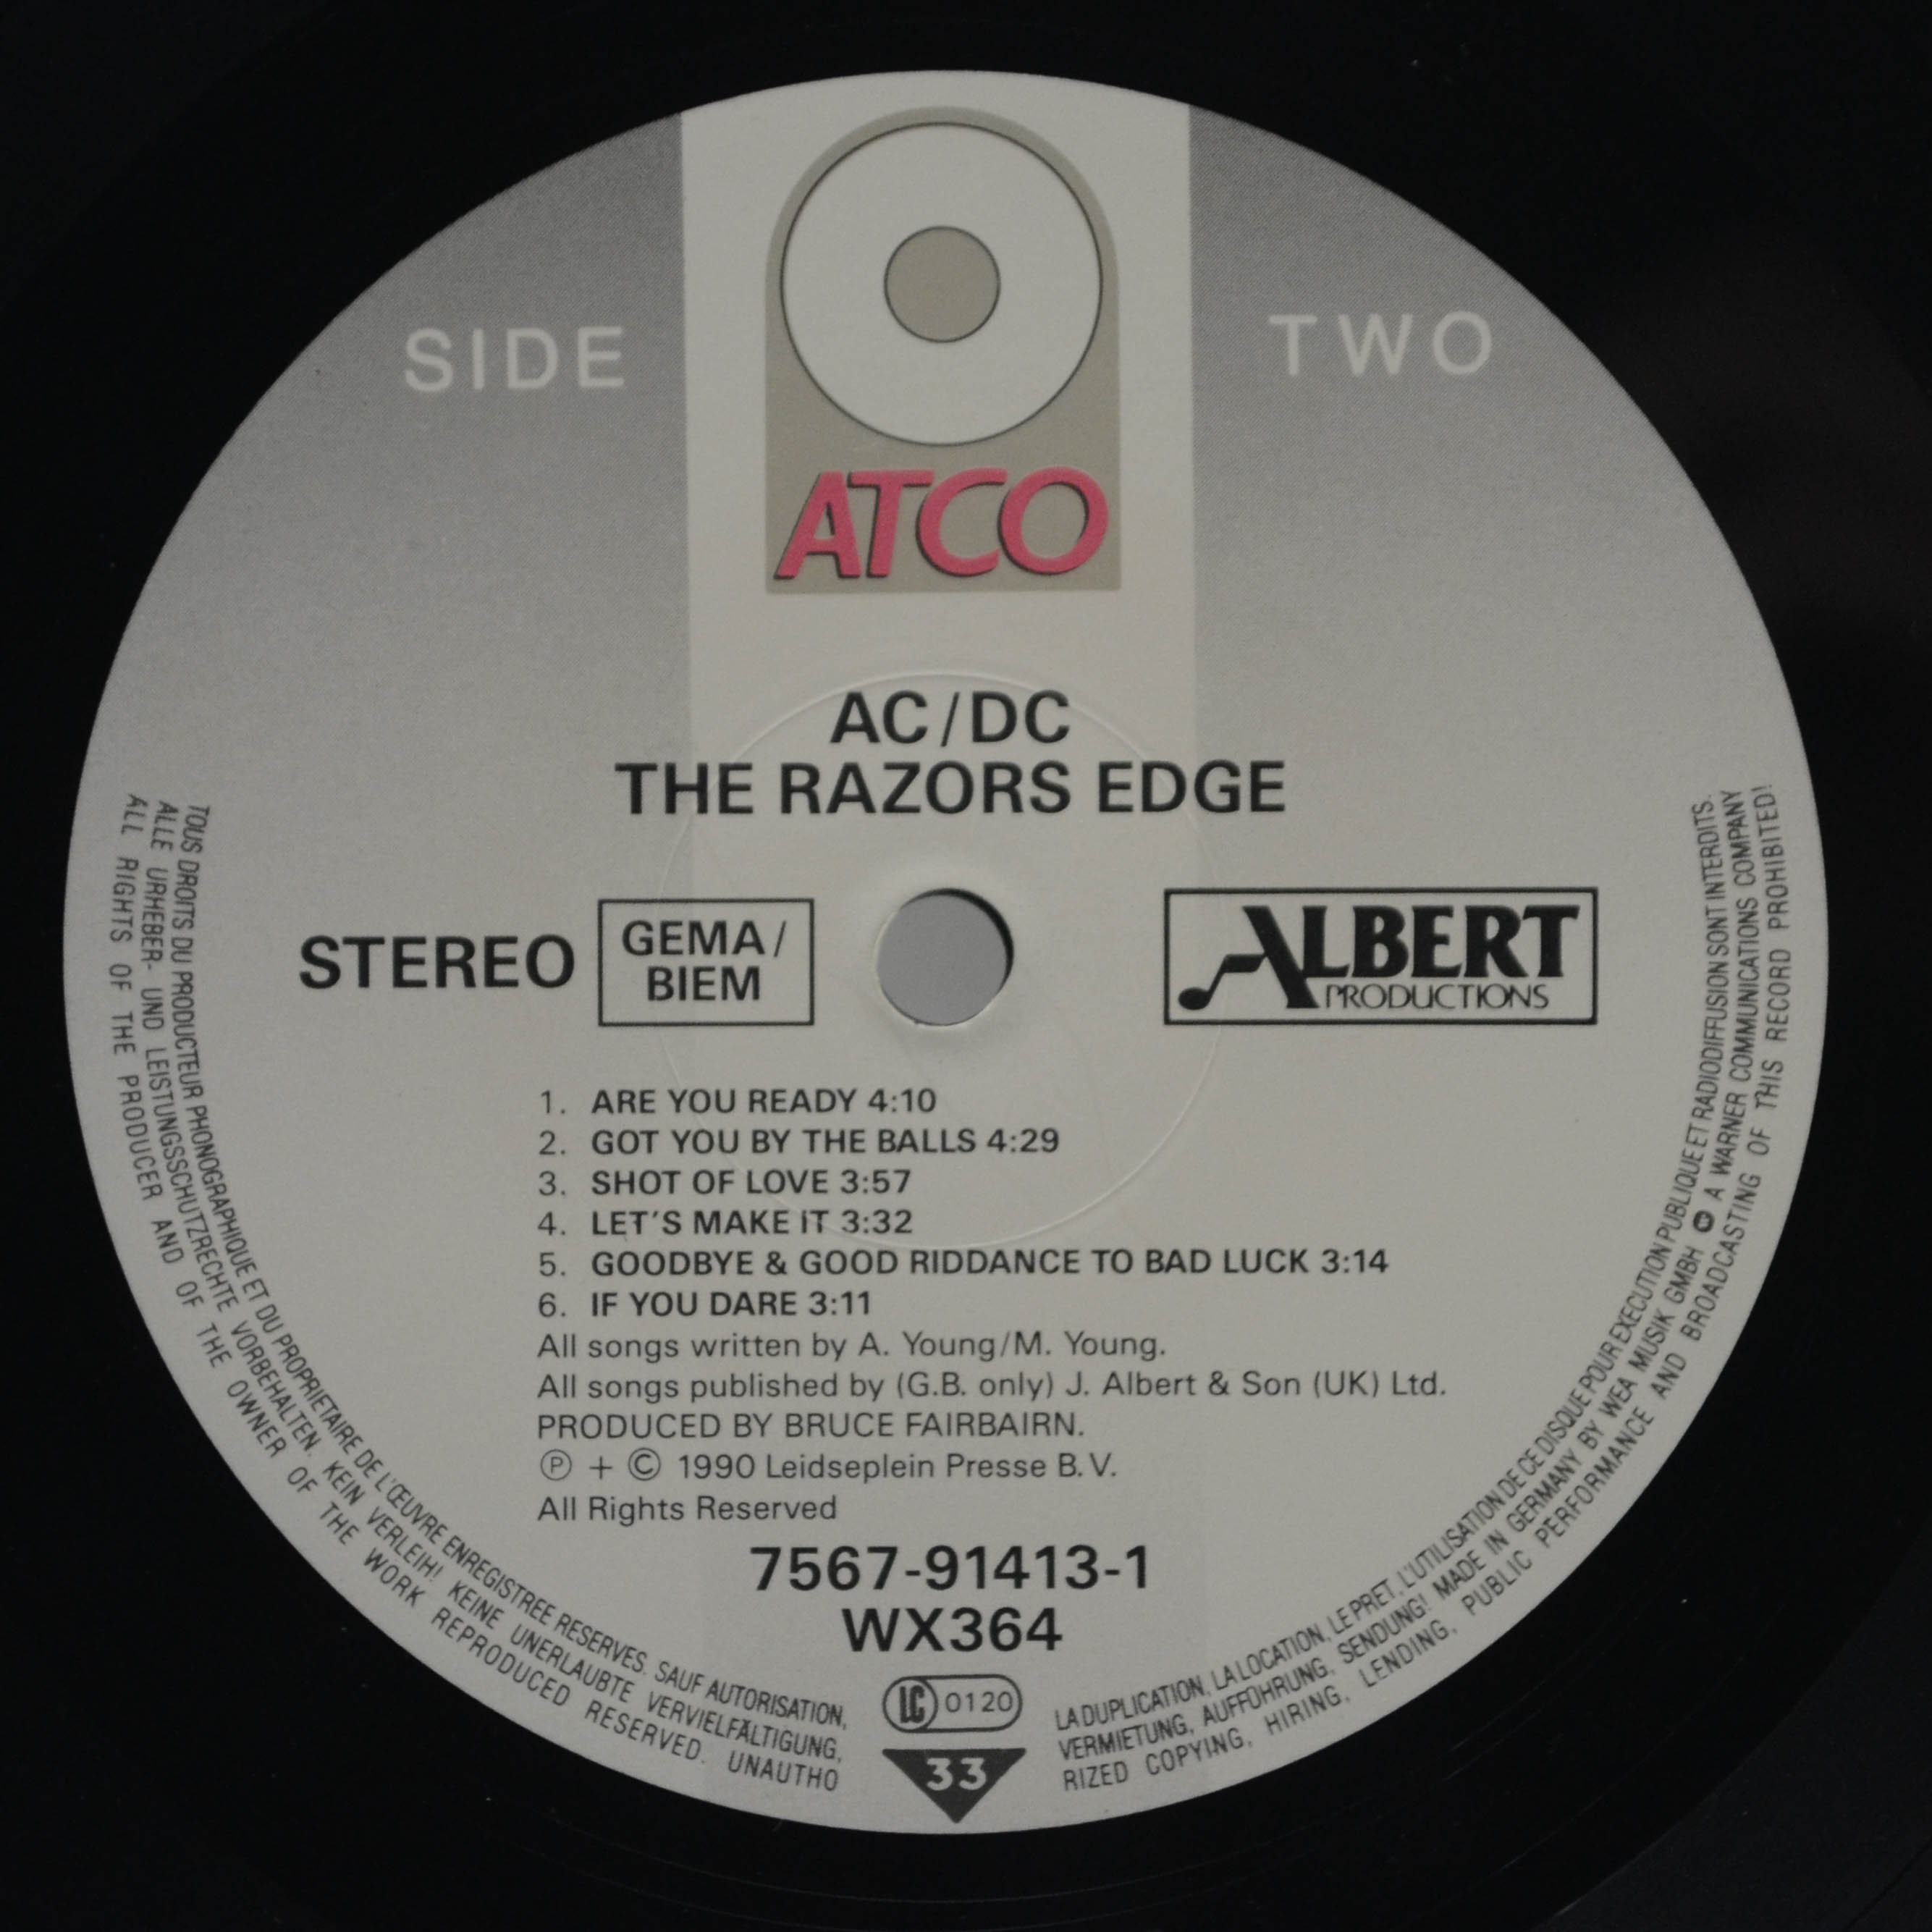 SIDE TWO
ATCO
AC/DC
THE RAZORS EDGE
STEREO
GEMA/
BIEM
ALBERT
PRODUCTIONS
1. ARE YOU READY 4:10
2. GOT YOU BY THE BALLS 4:29
3. SHOT OF LOVE 3:57
4. LET'S MAKE IT 3:32
5. GOODBYE & GOOD RIDDANCE TO BAD LUCK 3:14
6. IF YOU DARE 3:11
All songs written by A. Young/M. Young.
All songs published by (G.B. only) J. Albert & Son (UK) Ltd.
PRODUCED BY BRUCE FAIRBAIRN.
Ⓟ + © 1990 Leidseplein Presse B.V.
All Rights Reserved
7567-91413-1
WX364
LC 0120
33
TOUS DROITS DU PRODUCTEUR PHONOGRAPHIQUE ET DU PROPRIETAIRE DE L'ŒUVRE ENREGISTREE RESERVES. SAUF AUTORISATION, LA DUPLICATION, LA LOCATION, LE PRET, L'UTILISATION DE CE DISQUE POUR EXECUTION PUBLIQUE ET RADIODIFFUSION SONT INTERDITS.
ALLE URHEBER- UND LEISTUNGSSCHUTZRECHTE VORBEHALTEN. KEIN VERLEIH! KEINE UNERLAUBTE VERVIELFÄLTIGUNG, VERMIETUNG, AUFFÜHRUNG, SENDUNG! MADE IN GERMANY BY WEA MUSIK GMBH A WARNER COMMUNICATIONS COMPANY
ALL RIGHTS OF THE PRODUCER AND OF THE OWNER OF THE WORK REPRODUCED RESERVED. UNAUTHORIZED COPYING, HIRING, LENDING, PUBLIC PERFORMANCE AND BROADCASTING OF THIS RECORD PROHIBITED!